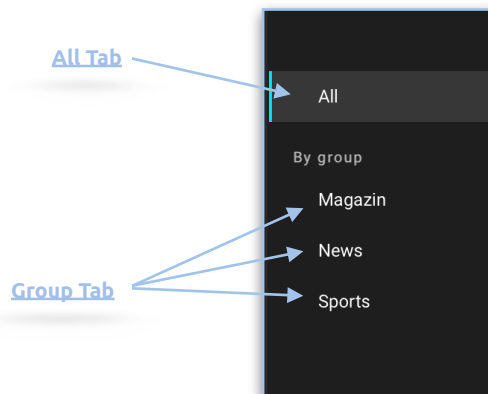 All Tab
All
By group
Magazin
News
Group Tab
Sports